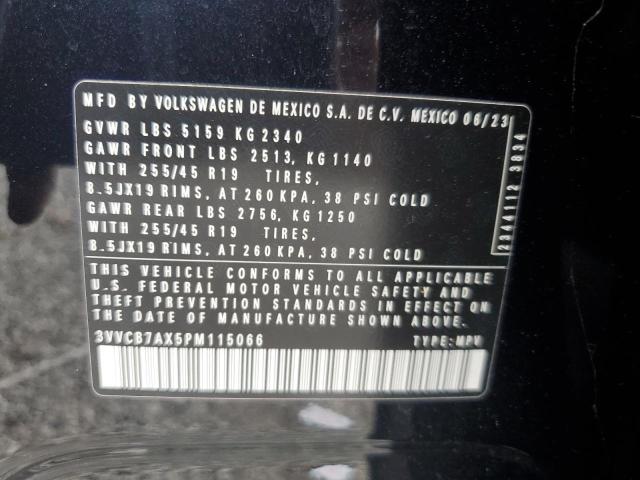 MFD BY VOLKSWAGEN DE MEXICO S.A. DE C.V. MEXICO 06/23
GVWR LBS 5159 KG 2340
GAWR FRONT LBS 2513, KG 1140
WITH 255/45 R19 TIRES,
8.5JX19 RIMS, AT 260 KPA, 38 PSI COLD
GAWR REAR LBS 2756, KG 1250
WITH 255/45 R19 TIRES,
8.5JX19 RIMS, AT 260 KPA, 38 PSI COLD
THIS VEHICLE CONFORMS TO ALL APPLICABLE
U.S. FEDERAL MOTOR VEHICLE SAFETY AND
THEFT PREVENTION STANDARDS IN EFFECT ON
THE DATE OF MANUFACTURE SHOWN ABOVE.
3VVCB7AX5PM115066 TYPE: MPV
2344112 3834